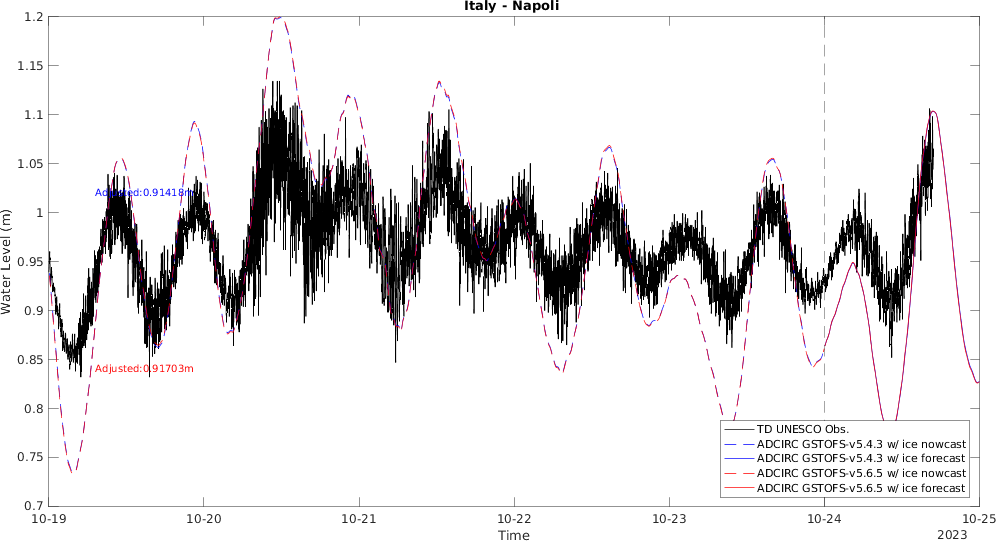 Italy - Napoli
1.2
1.15
1.1
1.05
1
0.95
0.9
0.85
0.8
0.75
0.7
Water Level (m)
Adjusted:0.91418m
Adjusted:0.91703m
TD UNESCO Obs.
ADCIRC GSTOFS-v5.4.3 w/ ice nowcast
ADCIRC GSTOFS-v5.4.3 w/ ice forecast
ADCIRC GSTOFS-v5.6.5 w/ ice nowcast
ADCIRC GSTOFS-v5.6.5 w/ ice forecast
10-19 10-20 10-21 10-22 10-23 10-24 10-25
Time
2023